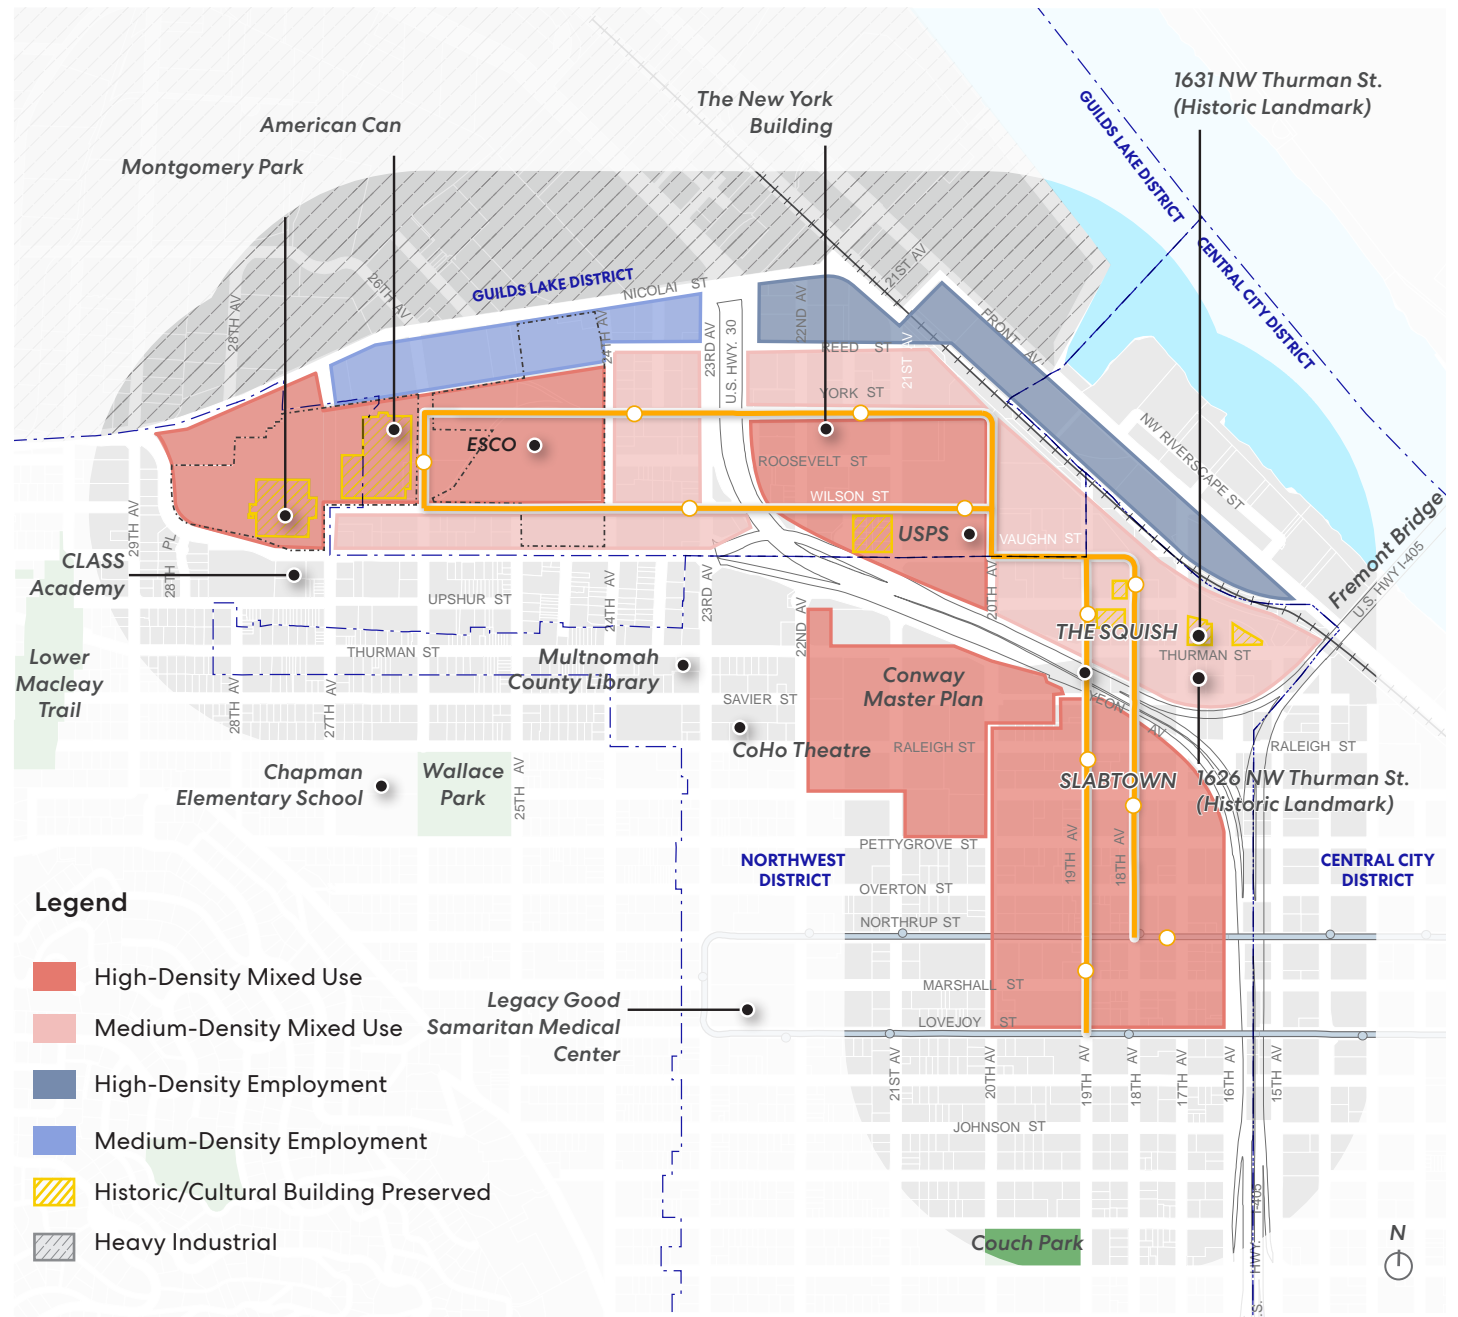 1631 NW Thurman St.
(Historic Landmark)
The New York
Building
American Can
Montgomery Park
GUILDS LAKE DISTRICT
CENTRAL CITY DISTRICT
GUILDS LAKE DISTRICT
NICOLAI ST
21ST AV
26TH AV
28TH AV
24TH AV
23RD AV
U.S. HWY. 30
22ND AV
REED ST
21ST AV
FRONT AV
YORK ST
NW RIVERSCAPE ST
ESCO
ROOSEVELT ST
WILSON ST
USPS
VAUGHN ST
29TH AV
28TH PL
CLASS
Academy
UPSHUR ST
24TH AV
23RD AV
22ND AV
20TH AV
Fremont Bridge
U.S. HWY I-405
THE SQUISH
THURMAN ST
THURMAN ST
Lower
Macleay
Trail
Multnomah
County Library
Conway
Master Plan
28TH AV
27TH AV
SAVIER ST
YEON AV
CoHo Theatre
RALEIGH ST
RALEIGH ST
Chapman
Elementary School
Wallace
Park
25TH AV
SLABTOWN
1626 NW Thurman St.
(Historic Landmark)
PETTYGROVE ST
19TH AV
18TH AV
NORTHWEST
DISTRICT
CENTRAL CITY
DISTRICT
OVERTON ST
NORTHRUP ST
Legend
High-Density Mixed Use
Medium-Density Mixed Use
High-Density Employment
Medium-Density Employment
Historic/Cultural Building Preserved
Heavy Industrial
Legacy Good
Samaritan Medical
Center
MARSHALL ST
LOVEJOY ST
21ST AV
20TH AV
19TH AV
18TH AV
17TH AV
16TH AV
15TH AV
JOHNSON ST
Couch Park
S. HWY. I-405
N